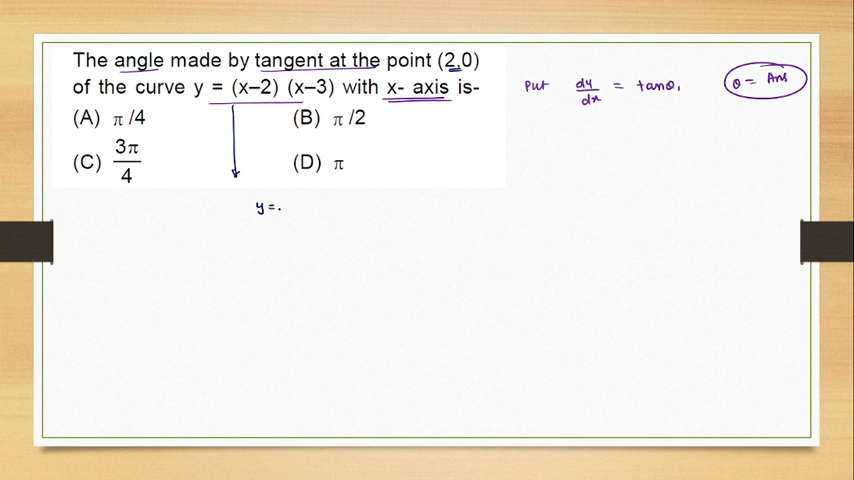 The angle made by tangent at the point (2,0)
of the curve y = (x–2) (x–3) with x- axis is-
(A) π /4 (B) π /2
(C) 3π/4 (D) π
Put dy/dx = tanθ,
θ = Ans
y =.